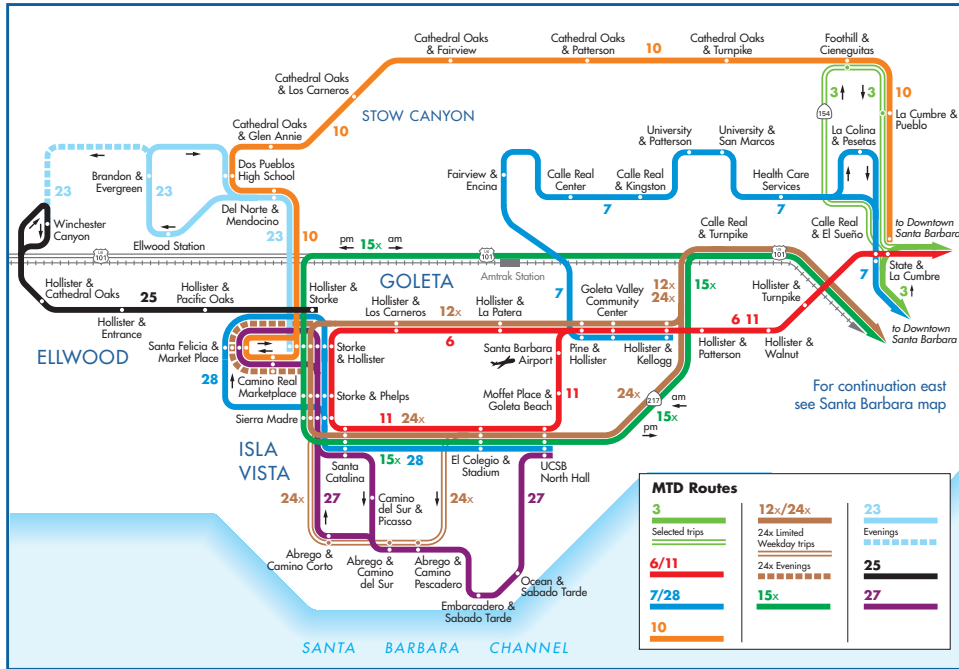 Cathedral Oaks
& Fairview
Cathedral Oaks
& Patterson
10
Cathedral Oaks
& Turnpike
Foothill &
Cieneguitas
Cathedral Oaks
& Los Carneros
3
3
10
154
STOW CANYON
La Cumbre &
Pueblo
10
Cathedral Oaks
& Glen Annie
University
& Patterson
University &
San Marcos
La Colina
& Pesetas
Dos Pueblos
High School
Brandon &
Evergreen
Fairview &
Encina
Calle Real
Center
Calle Real
& Kingston
Health Care
Services
23
23
7
7
Del Norte &
Mendocino
Winchester
Canyon
Ellwood Station
23
10
Calle Real
& Turnpike
Calle Real
& El Sueño
to Downtown
Santa Barbara
pm
15x
am
US
101
US
101
US
101
Amtrak Station
GOLETA
State &
La Cumbre
7
3
Hollister &
Cathedral Oaks
25
Hollister &
Pacific Oaks
Hollister &
Storke
Hollister &
Los Carneros
Hollister &
La Patera
7
Goleta Valley
Community
Center
12x
24x
15x
Hollister &
Turnpike
Hollister &
Entrance
12x
6
6 11
to Downtown
Santa Barbara
ELLWOOD
Santa Felicia &
Market Place
Storke
& Hollister
Santa Barbara
Airport
Pine &
Hollister
Hollister &
Kellogg
Hollister &
Patterson
Hollister &
Walnut
28
Camino Real
Marketplace
Storke & Phelps
Moffet Place &
Goleta Beach
11
24x
217
am
15x
pm
For continuation east
see Santa Barbara map
Sierra Madre
11 24x
ISLA
VISTA
Santa
Catalina
15x 28
El Colegio &
Stadium
UCSB
North Hall
24x
27
Camino
del Sur &
Picasso
24x
27
Abrego &
Camino Corto
Abrego &
Camino
del Sur
Abrego &
Camino
Pescadero
Ocean &
Sabado Tarde
Embarcadero &
Sabado Tarde
SANTA BARBARA CHANNEL
MTD Routes
3
Selected trips
6/11
7/28
10
12x/24x
24x Limited
Weekday trips
24x Evenings
15x
23
Evenings
25
27